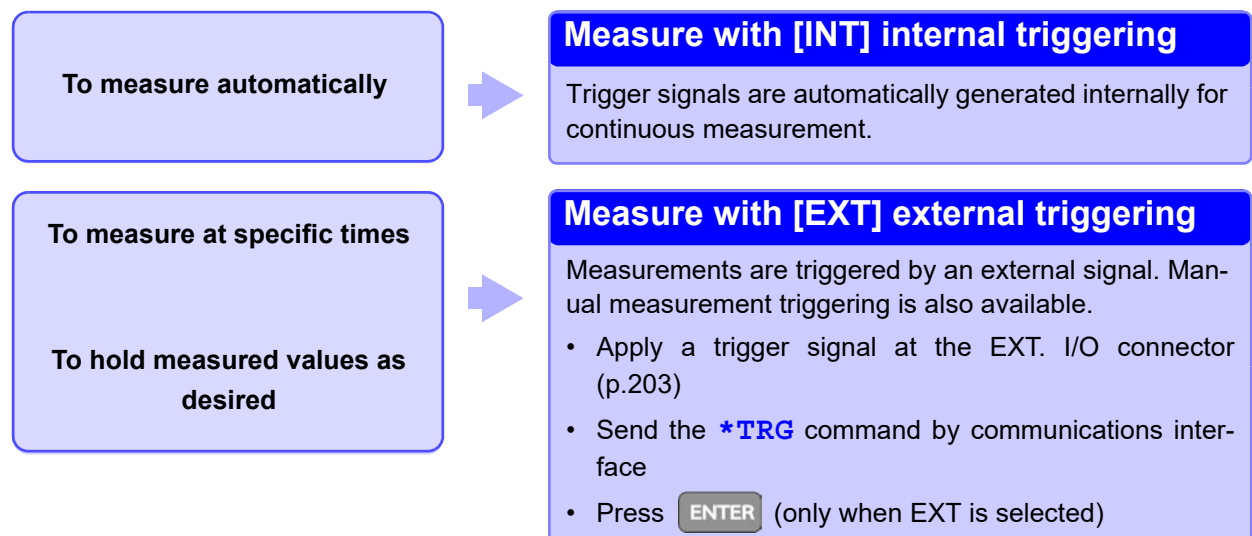 To measure automatically
Measure with [INT] internal triggering
Trigger signals are automatically generated internally for
continuous measurement.
To measure at specific times
To hold measured values as
desired
Measure with [EXT] external triggering
Measurements are triggered by an external signal. Man-
ual measurement triggering is also available.
• Apply a trigger signal at the EXT. I/O connector
(p.203)
• Send the *TRG command by communications inter-
face
• Press ENTER (only when EXT is selected)